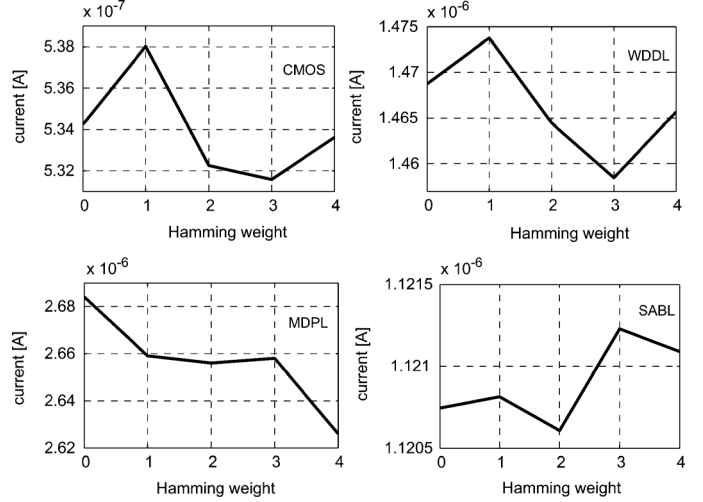 x 10-7
5.38
5.36
5.34
5.32
current [A]
CMOS
0 1 2 3 4
Hamming weight
x 10-6
1.475
1.47
1.465
1.46
current [A]
WDDL
0 1 2 3 4
Hamming weight
x 10-6
2.68
2.66
2.64
2.62
current [A]
MDPL
0 1 2 3 4
Hamming weight
x 10-6
1.1215
1.121
1.1205
current [A]
SABL
0 1 2 3 4
Hamming weight